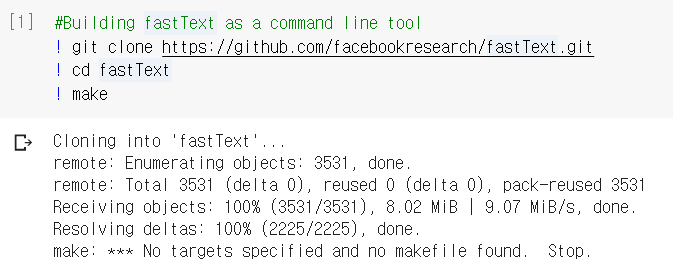 [1] #Building fastText as a command line tool
! git clone https://github.com/facebookresearch/fastText.git
! cd fastText
! make
Cloning into 'fastText'...
remote: Enumerating objects: 3531, done.
remote: Total 3531 (delta 0), reused 0 (delta 0), pack-reused 3531
Receiving objects: 100% (3531/3531), 8.02 MiB | 9.07 MiB/s, done.
Resolving deltas: 100% (2225/2225), done.
make: *** No targets specified and no makefile found.  Stop.